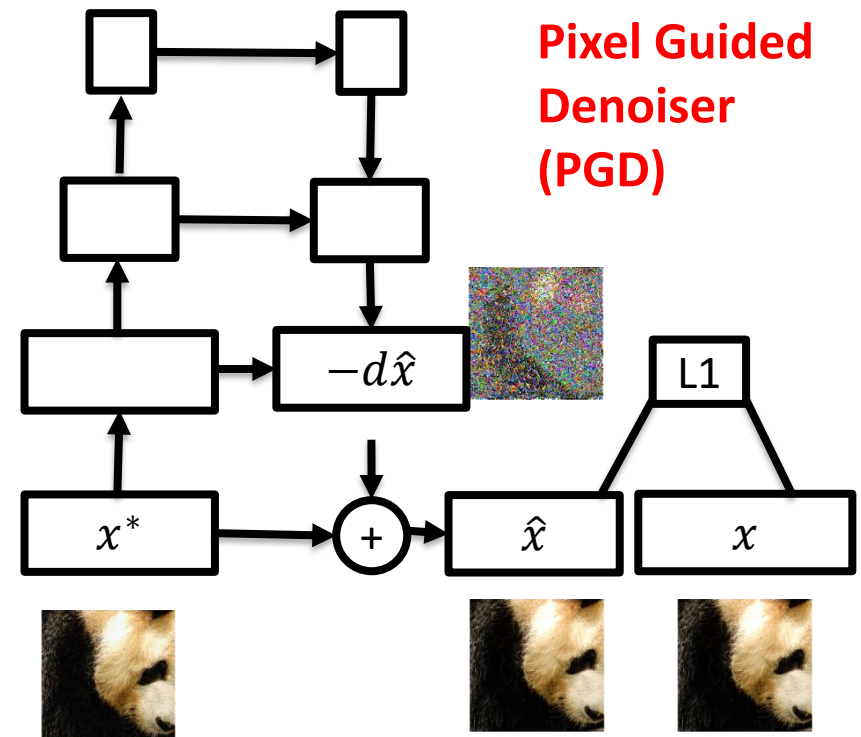 Pixel Guided
Denoiser
(PGD)
−dx̂
L1
x*
+
x̂
x